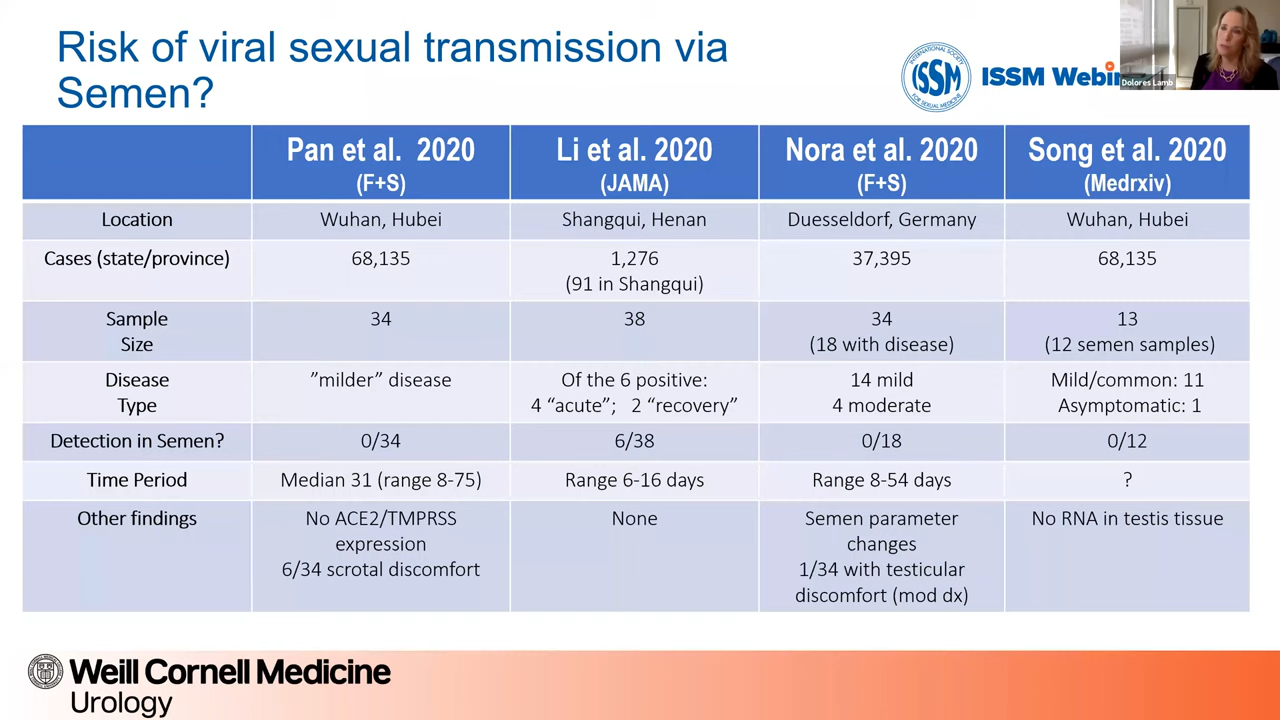 Risk of viral sexual transmission via
Semen?
INTERNATIONAL SOCIETY
ISSM
FOR SEXUAL MEDICINE
ISSM Webin
Dolores Lamb
Pan et al. 2020 Li et al. 2020 Nora et al. 2020 Song et al. 2020
(F+S) (JAMA) (F+S) (Medrxiv)
Location Wuhan, Hubei Shangqui, Henan Duesseldorf, Germany Wuhan, Hubei
Cases (state/province) 68,135 1,276 37,395 68,135
(91 in Shangqui)
Sample 34 38 34 13
Size (18 with disease) (12 semen samples)
Disease ”milder” disease Of the 6 positive: 14 mild Mild/common: 11
Type 4 “acute”; 2 “recovery” 4 moderate Asymptomatic: 1
Detection in Semen? 0/34 6/38 0/18 0/12
Time Period Median 31 (range 8-75) Range 6-16 days Range 8-54 days ?
Other findings No ACE2/TMPRSS None Semen parameter No RNA in testis tissue
expression changes
6/34 scrotal discomfort 1/34 with testicular
discomfort (mod dx)
Weill Cornell Medicine
Urology